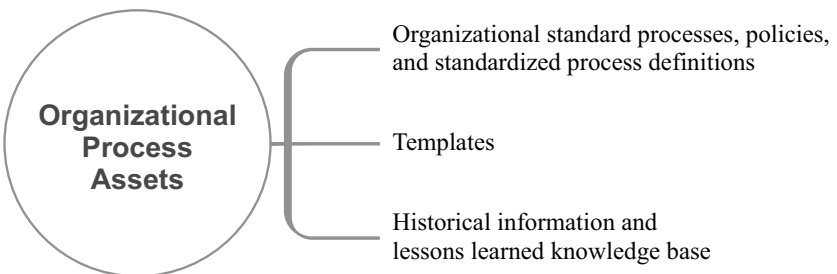 Organizational
Process
Assets
Organizational standard processes, policies,
and standardized process definitions
Templates
Historical information and
lessons learned knowledge base